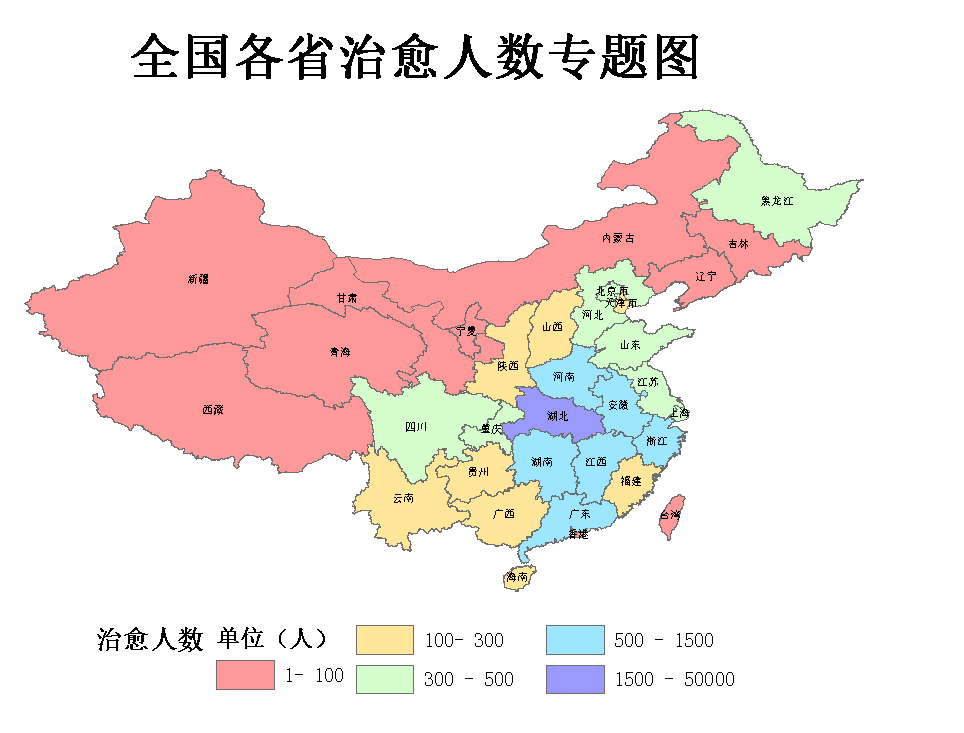 全国各省治愈人数专题图
黑龙江
内蒙古
吉林
新疆
辽宁
甘肃
北京市
天津市
河北
宁夏
山西
山东
青海
陕西
河南
江苏
西藏
安徽
上海
湖北
四川
重庆
浙江
湖南
江西
贵州
福建
云南
广西
广东
台湾
香港
海南
治愈人数 单位（人）
1- 100
100- 300
300 - 500
500 - 1500
1500 - 50000